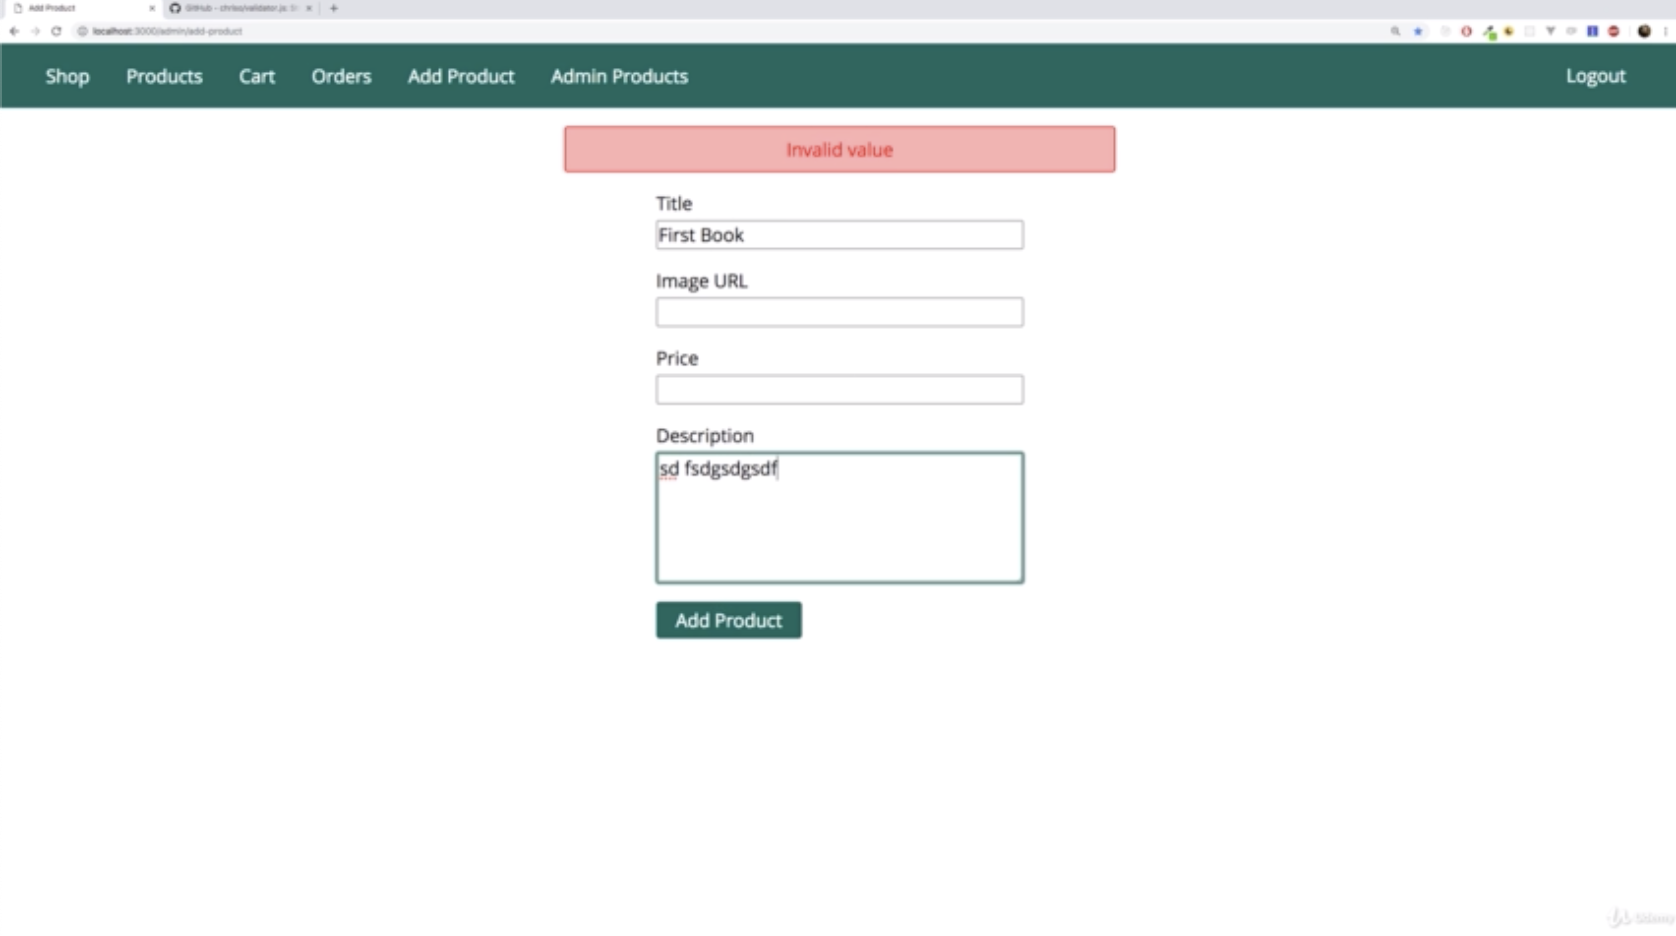 Add Product
GitHub - chriso/validator.js: St
localhost:3000/admin/add-product
Shop Products Cart Orders Add Product Admin Products Logout
Invalid value
Title
First Book
Image URL
Price
Description
sd fsdgsdgsdf
Add Product
Udemy